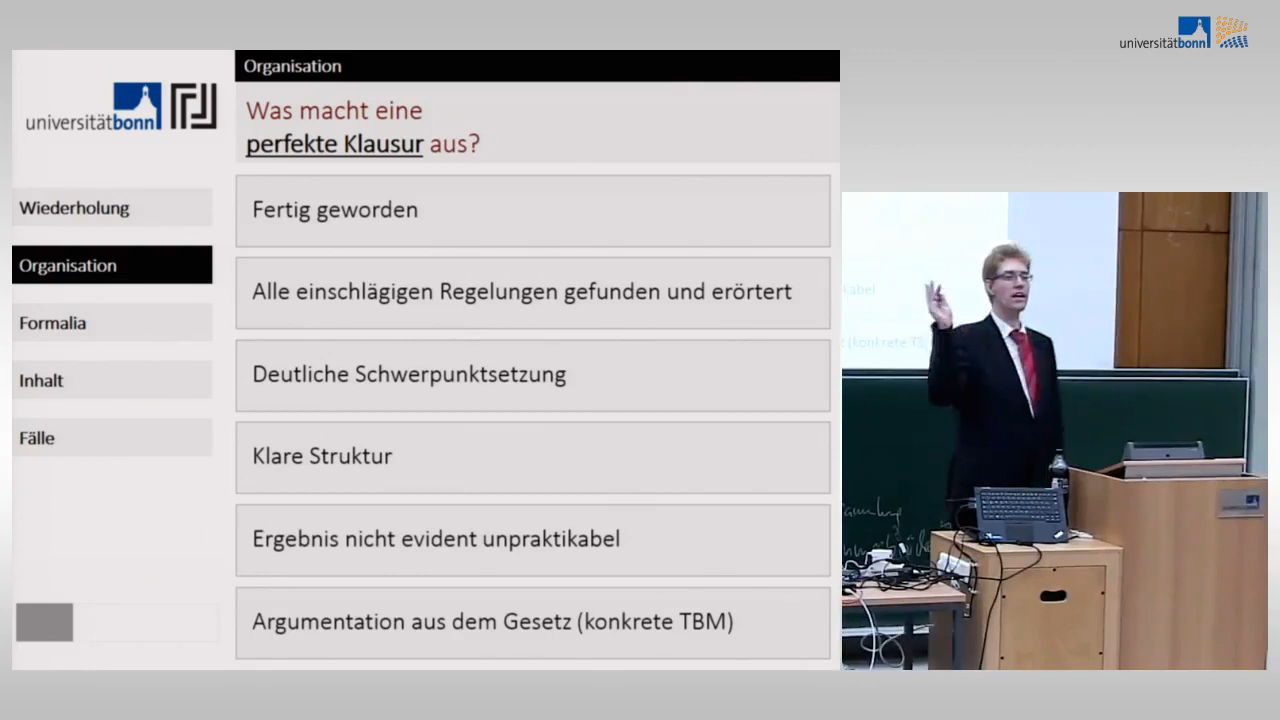 universitätbonn
Organisation
universitätbonn
Was macht eine
perfekte Klausur aus?
Wiederholung
Organisation
Formalia
Inhalt
Fälle
Fertig geworden
Alle einschlägigen Regelungen gefunden und erörtert
Deutliche Schwerpunktsetzung
Klare Struktur
Ergebnis nicht evident unpraktikabel
Argumentation aus dem Gesetz (konkrete TBM)
(konkrete